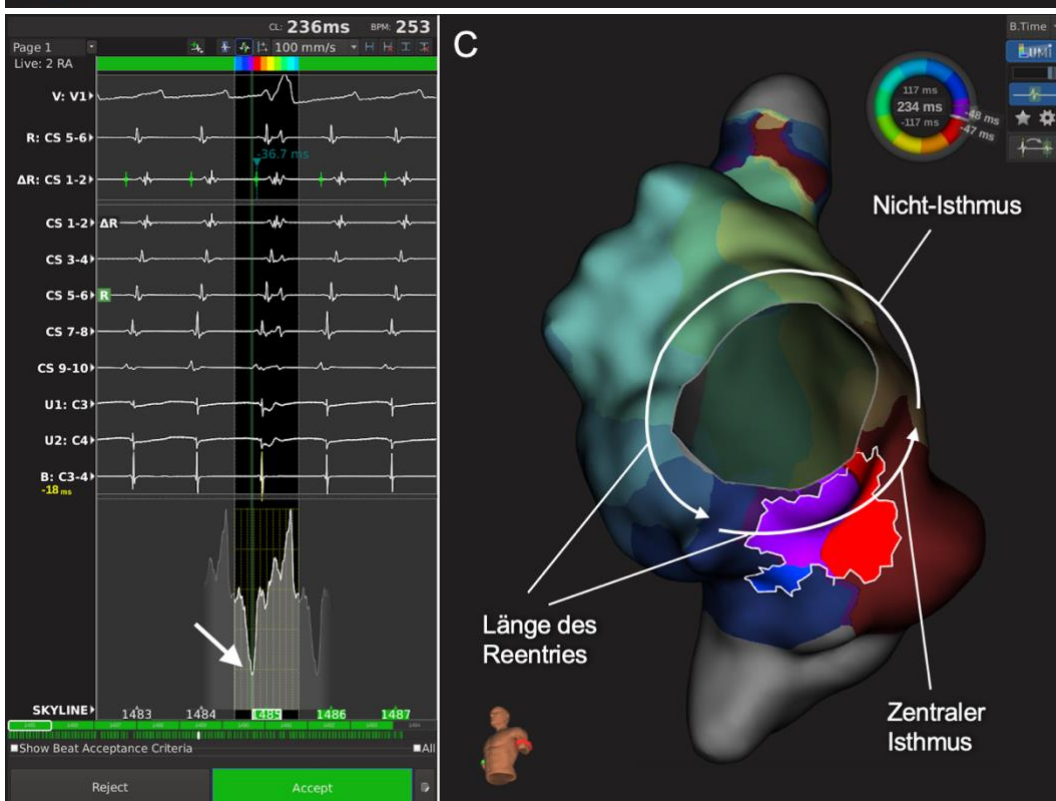 CL: 236ms BPM: 253
Page 1
100 mm/s
Live: 2 RA
V: V1
R: CS 5-6
-36.7 ms
ΔR: CS 1-2
CS 1-2 ΔR
CS 3-4
CS 5-6 R
CS 7-8
CS 9-10
U1: C3
U2: C4
B: C3-4
-18 ms
SKYLINE
1483 1484 1485 1486 1487
Show Beat Acceptance Criteria
All
Reject
Accept
C
B.Time
LUMI
117 ms
234 ms
-117 ms
-48 ms
-47 ms
Nicht-Isthmus
Länge des
Reentries
Zentraler
Isthmus